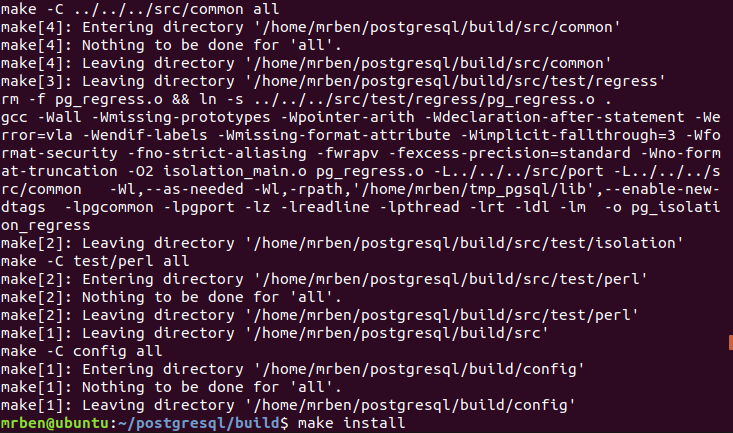 make -C ../../../src/common all
make[4]: Entering directory '/home/mrben/postgresql/build/src/common'
make[4]: Nothing to be done for 'all'.
make[4]: Leaving directory '/home/mrben/postgresql/build/src/common'
make[3]: Leaving directory '/home/mrben/postgresql/build/src/test/regress'
rm -f pg_regress.o && ln -s ../../../src/test/regress/pg_regress.o .
gcc -Wall -Wmissing-prototypes -Wpointer-arith -Wdeclaration-after-statement -We
rror=vla -Wendif-labels -Wmissing-format-attribute -Wimplicit-fallthrough=3 -Wfo
rmat-security -fno-strict-aliasing -fwrapv -fexcess-precision=standard -Wno-form
at-truncation -O2 isolation_main.o pg_regress.o -L../../../src/port -L../../../s
rc/common   -Wl,--as-needed -Wl,-rpath,'/home/mrben/tmp_pgsql/lib',--enable-new-
dtags  -lpgcommon -lpgport -lz -lreadline -lpthread -lrt -ldl -lm  -o pg_isolati
on_regress
make[2]: Leaving directory '/home/mrben/postgresql/build/src/test/isolation'
make -C test/perl all
make[2]: Entering directory '/home/mrben/postgresql/build/src/test/perl'
make[2]: Nothing to be done for 'all'.
make[2]: Leaving directory '/home/mrben/postgresql/build/src/test/perl'
make[1]: Leaving directory '/home/mrben/postgresql/build/src'
make -C config all
make[1]: Entering directory '/home/mrben/postgresql/build/config'
make[1]: Nothing to be done for 'all'.
make[1]: Leaving directory '/home/mrben/postgresql/build/config'
mrben@ubuntu:~/postgresql/build$ make install